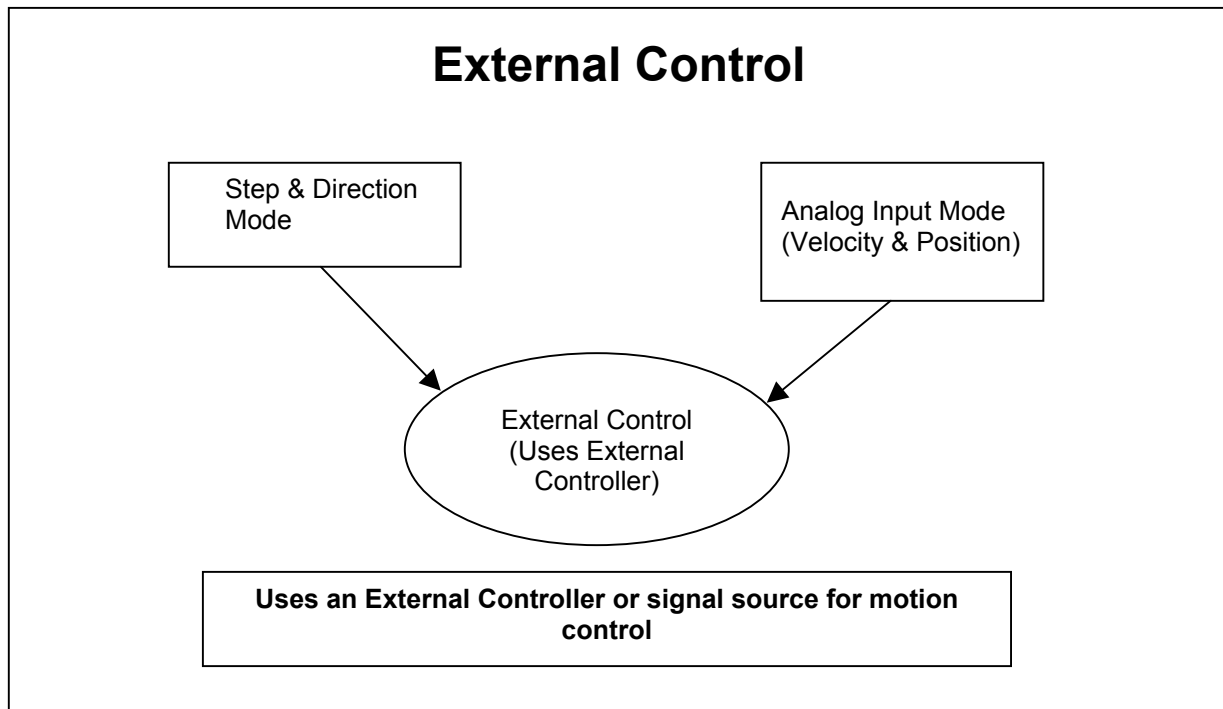 External Control
Step & Direction
Mode
Analog Input Mode
(Velocity & Position)
External Control
(Uses External
Controller)
Uses an External Controller or signal source for motion
control